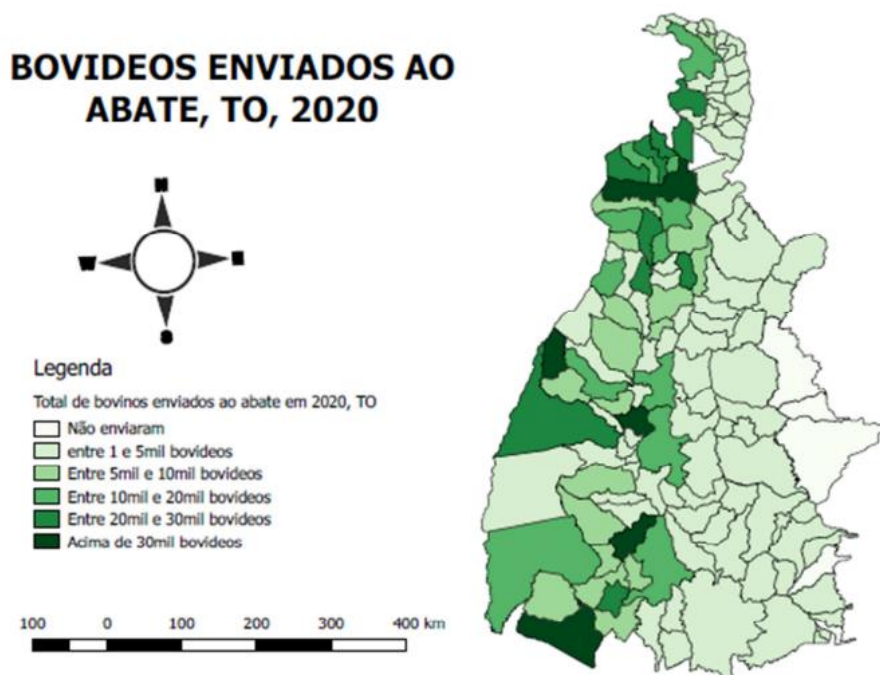 BOVIDEOS ENVIADOS AO
ABATE, TO, 2020
N
S
Legenda
Total de bovinos enviados ao abate em 2020, TO
Não enviaram
entre 1 e 5mil bovideos
Entre 5mil e 10mil bovideos
Entre 10mil e 20mil bovideos
Entre 20mil e 30mil bovideos
Acima de 30mil bovideos
100 0 100 200 300 400 km